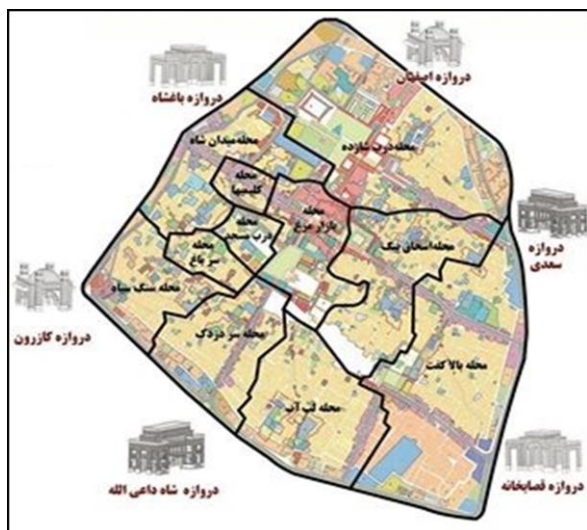 دروازه اصفهان
دروازه باغشاه
محله درب شازده
محله میدان شاه
محله
کلیمیها
محله
بازار مرغ
محله
درب مسجد
محله اسحاق بیک
دروازه
سعدی
محله
سر باغ
محله سنگ سیاه
دروازه کازرون
محله سر دزدک
محله بالا کفت
محله لب آب
دروازه شاه داعی الله
دروازه قصابخانه